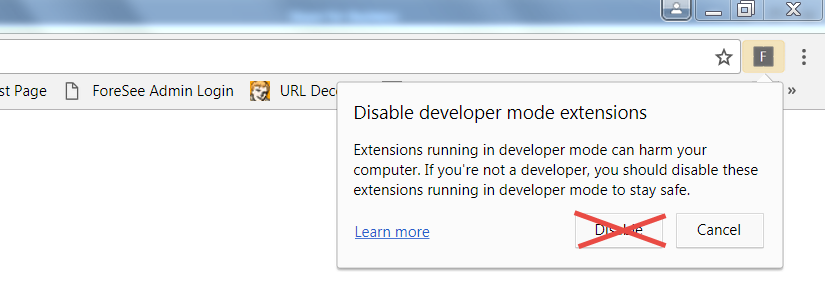 F
st Page ForeSee Admin Login URL Dec »
Disable developer mode extensions
Extensions running in developer mode can harm your
computer. If you're not a developer, you should disable these
extensions running in developer mode to stay safe.
Learn more Disable Cancel